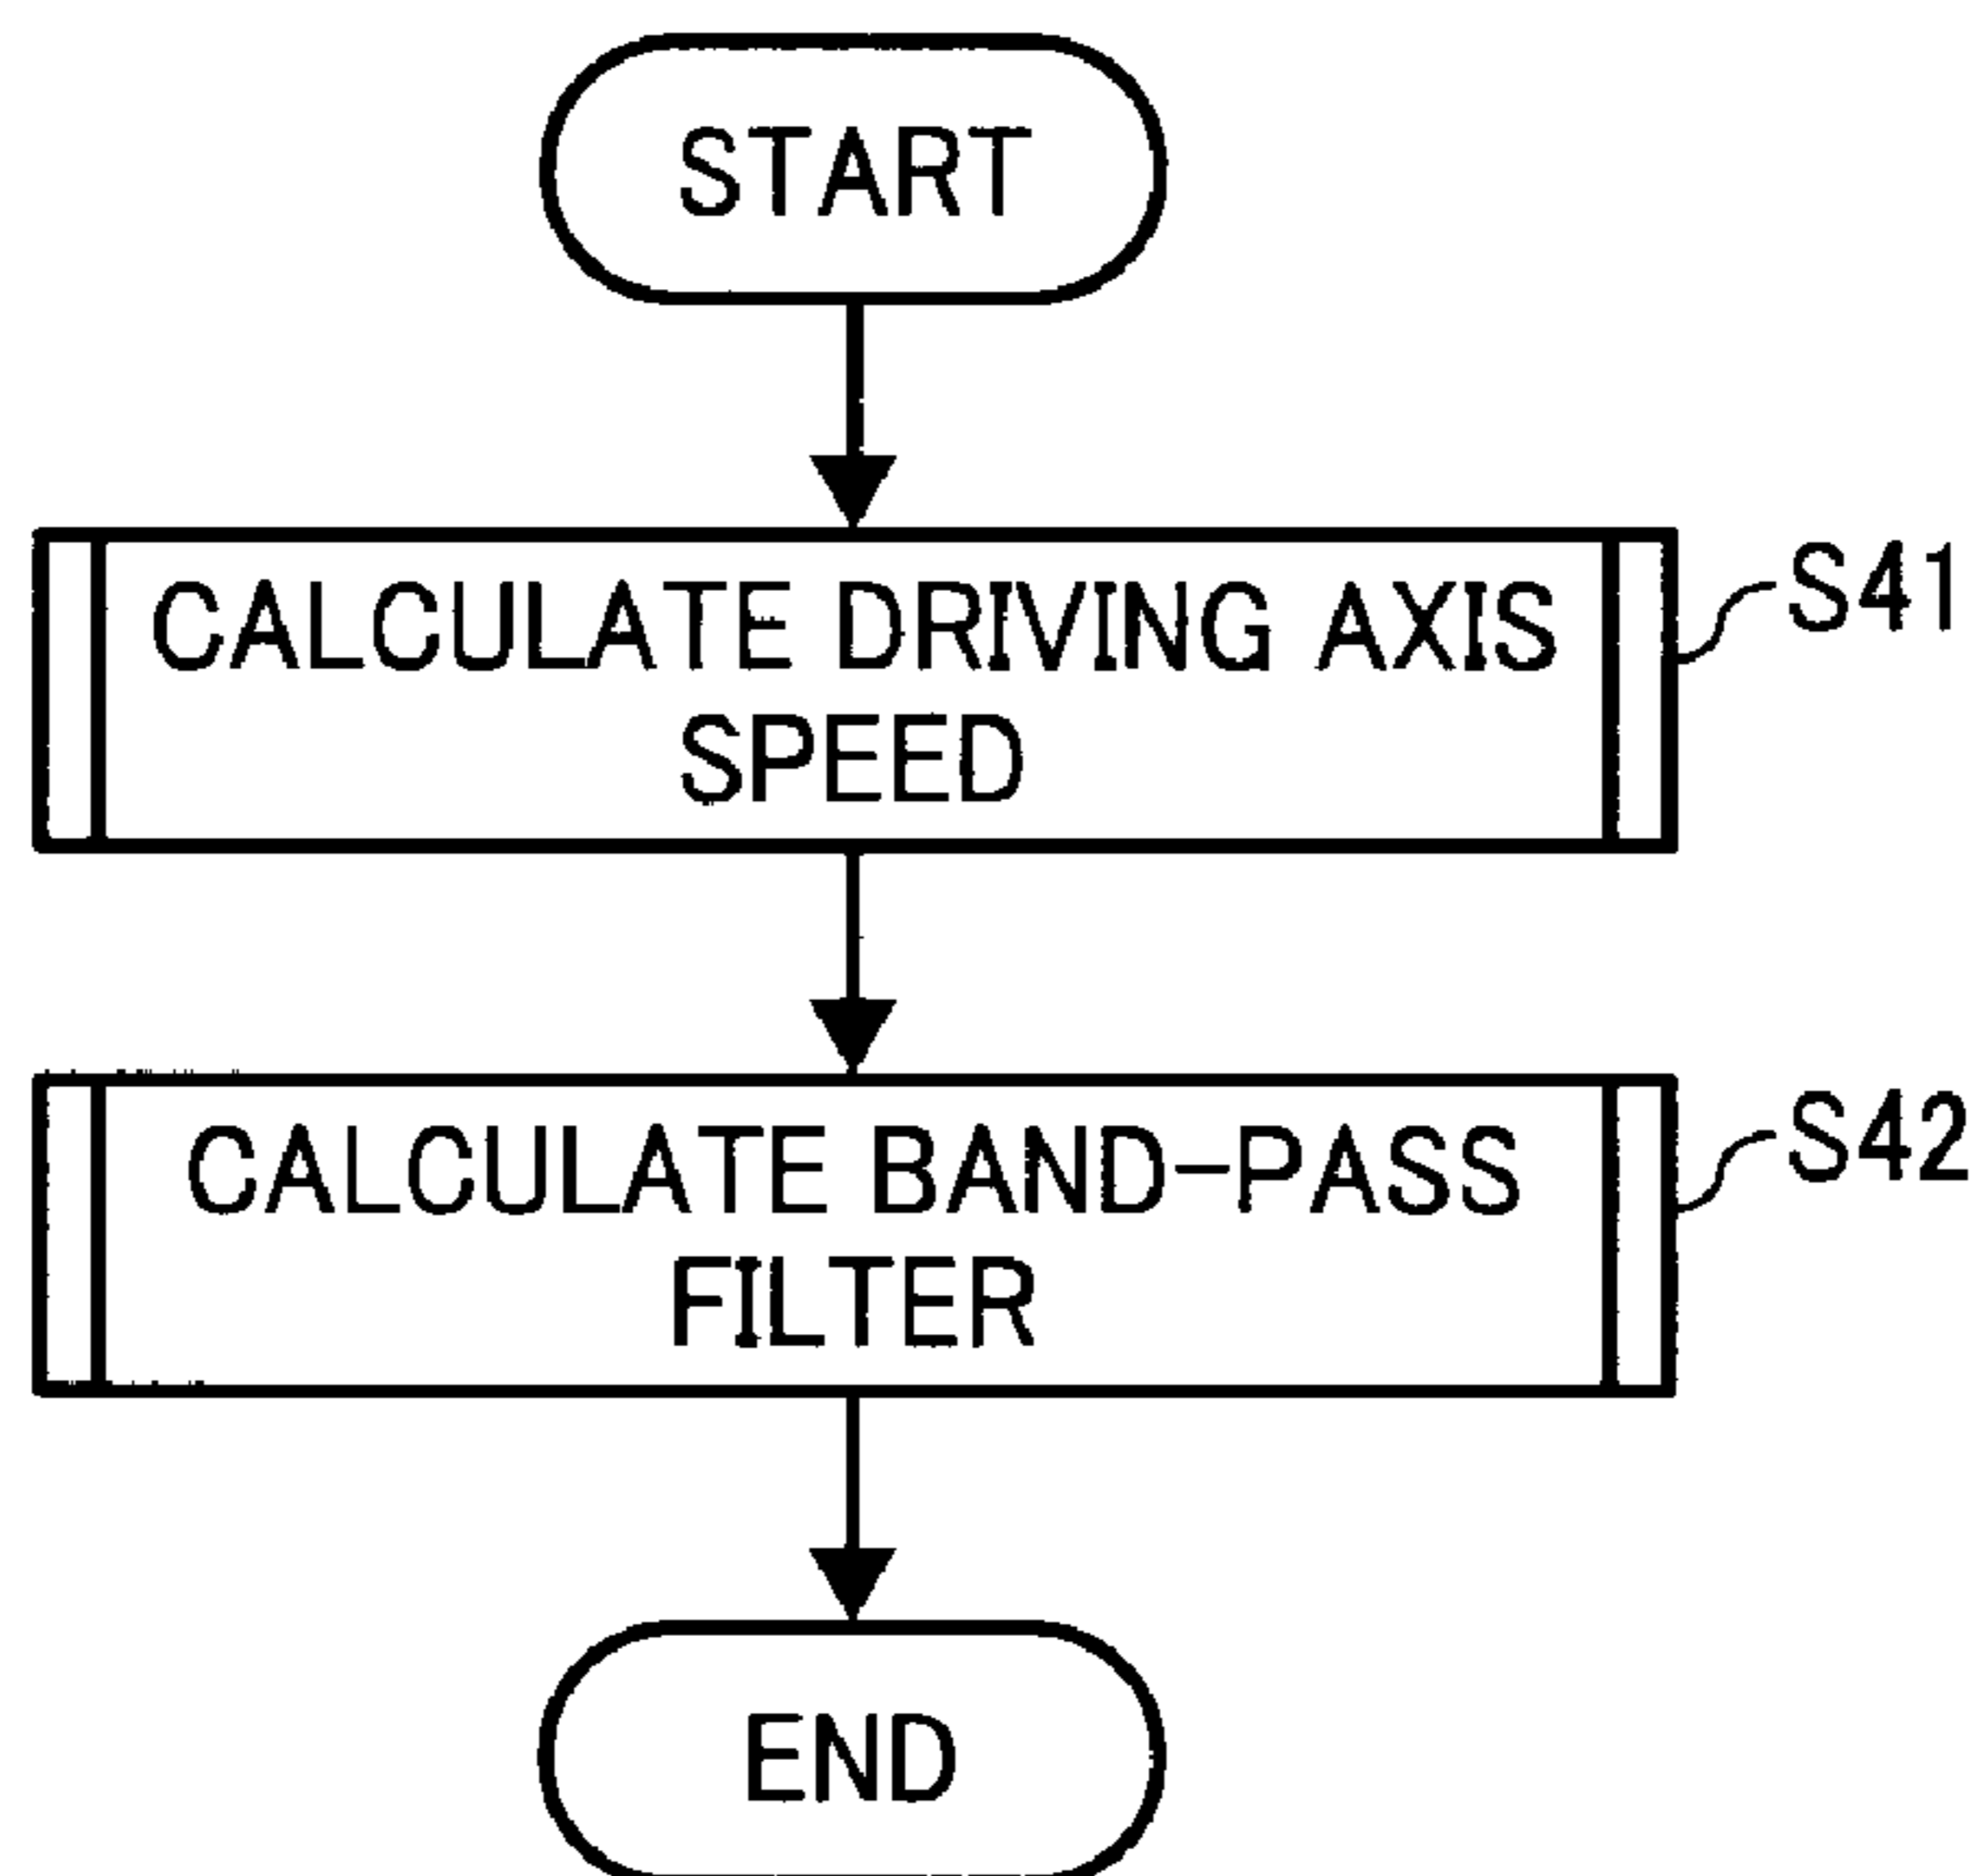 START
CALCULATE DRIVING AXIS
SPEED
S41
CALCULATE BAND-PASS
FILTER
S42
END